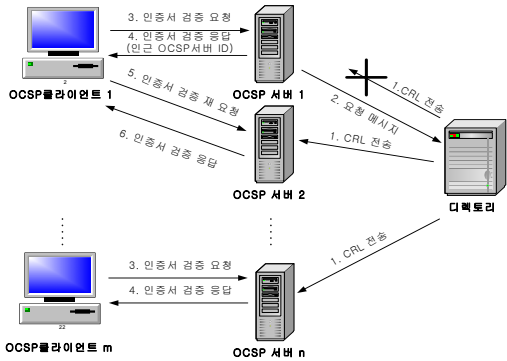 3. 인증서 검증 요청
4. 인증서 검증 응답
(인근 OCSP서버 ID)
2
OCSP클라이언트 1
OCSP 서버 1
1.CRL 전송
2. 요청 메시지
5. 인증서 검증 재 요청
1. CRL 전송
6. 인증서 검증 응답
OCSP 서버 2
디렉토리
1. CRL 전송
3. 인증서 검증 요청
4. 인증서 검증 응답
22
OCSP클라이언트 m
OCSP 서버 n